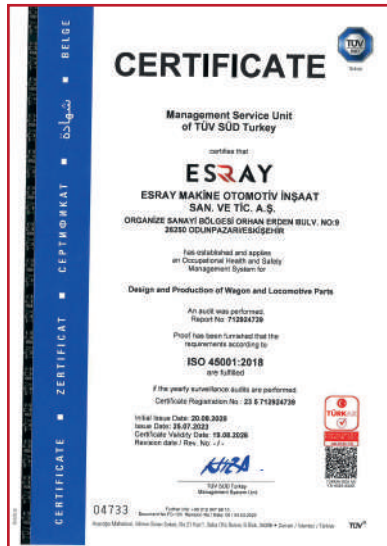 CERTIFICATE
TÜV
SÜD
Türkiye
CERTIFICATE ■ ZERTIFICAT ■ СЕРТИФИКАТ ■ شهادة ■ BELGE
Management Service Unit
of TÜV SÜD Turkey
certifies that
ESRAY
ESRAY MAKİNE OTOMOTİV İNŞAAT
SAN. VE TİC. A.Ş.
ORGANİZE SANAYİ BÖLGESİ ORHAN ERDEN BULV. NO:9
26250 ODUNPAZARI/ESKİŞEHİR
has established and applies
an Occupational Health and Safety
Management System for
Design and Production of Wagon and Locomotive Parts
An audit was performed.
Report No: 712924739
Proof has been furnished that the
requirements according to
ISO 45001:2018
are fulfilled
if the yearly surveillance audits are performed.
Certificate Registration No : 23 5 712924739
Initial Issue Date: 20.08.2020
Issue Date: 25.07.2023
Certificate Validity Date: 19.08.2026
Revision date / Rev. No: - / -
TÜRKAK
TÜV SÜD Turkey
Management System Unit
04733
TÜV